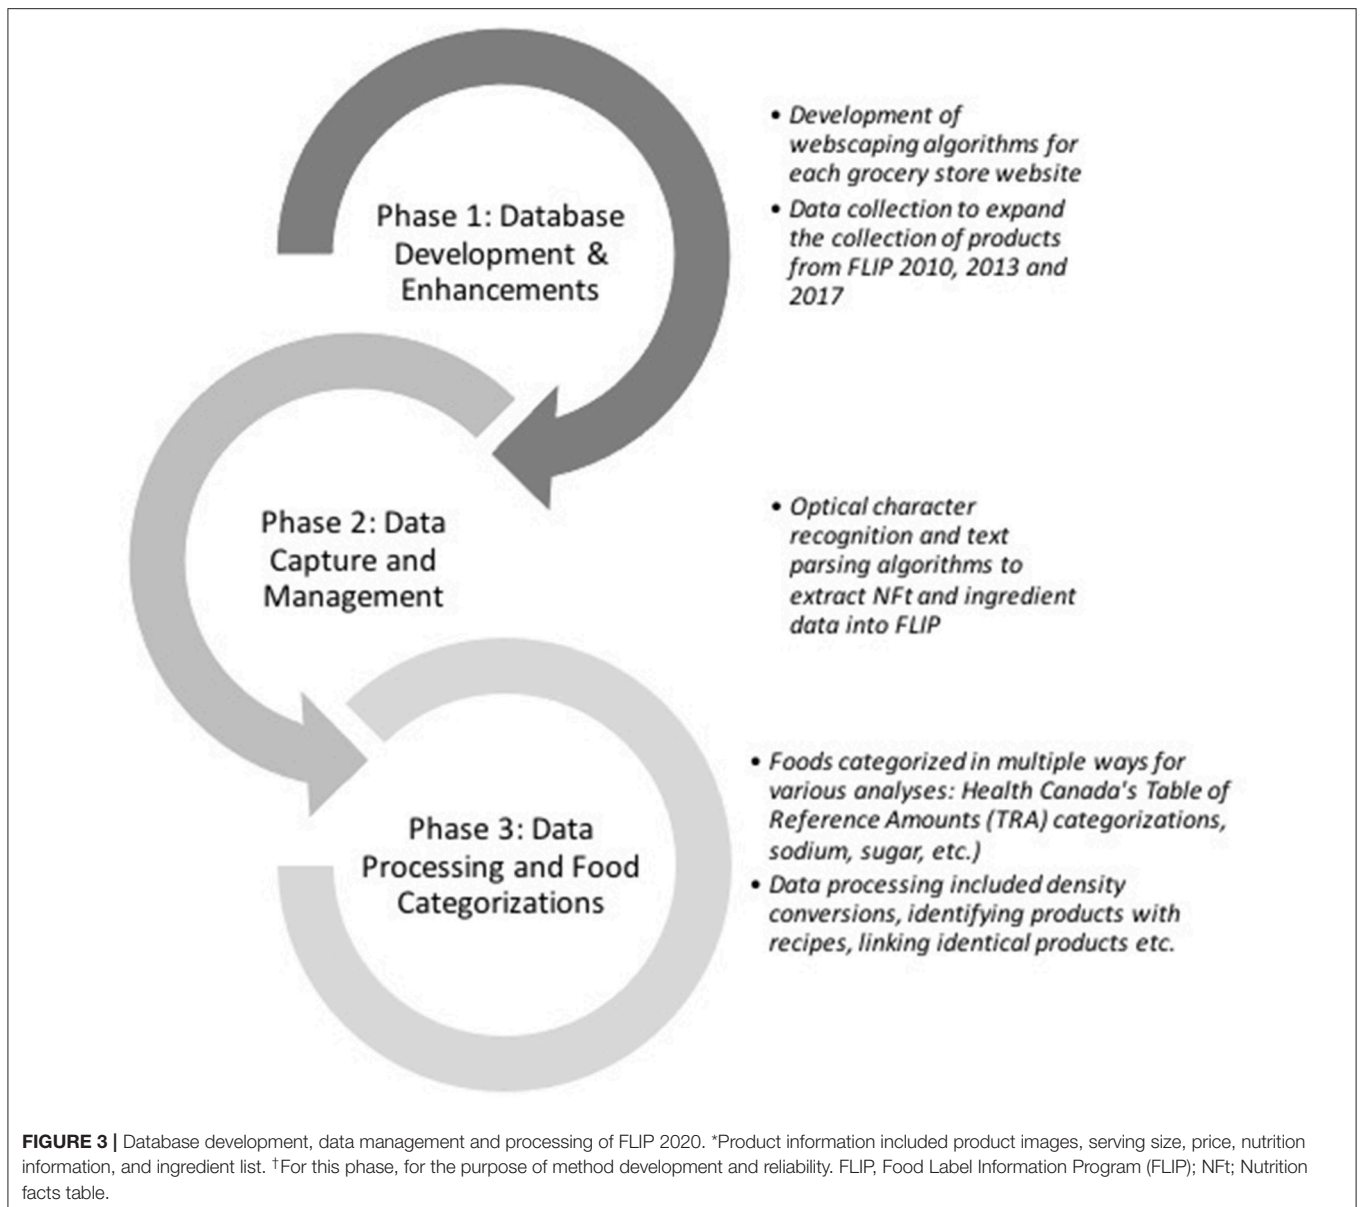 Phase 1: Database
Development &
Enhancements
• Development of
webscaping algorithms for
each grocery store website
• Data collection to expand
the collection of products
from FLIP 2010, 2013 and
2017
Phase 2: Data
Capture and
Management
• Optical character
recognition and text
parsing algorithms to
extract NFt and ingredient
data into FLIP
Phase 3: Data
Processing and Food
Categorizations
• Foods categorized in multiple ways for
various analyses: Health Canada's Table of
Reference Amounts (TRA) categorizations,
sodium, sugar, etc.)
• Data processing included density
conversions, identifying products with
recipes, linking identical products etc.
FIGURE 3 | Database development, data management and processing of FLIP 2020. *Product information included product images, serving size, price, nutrition
information, and ingredient list. †For this phase, for the purpose of method development and reliability. FLIP, Food Label Information Program (FLIP); NFt; Nutrition
facts table.